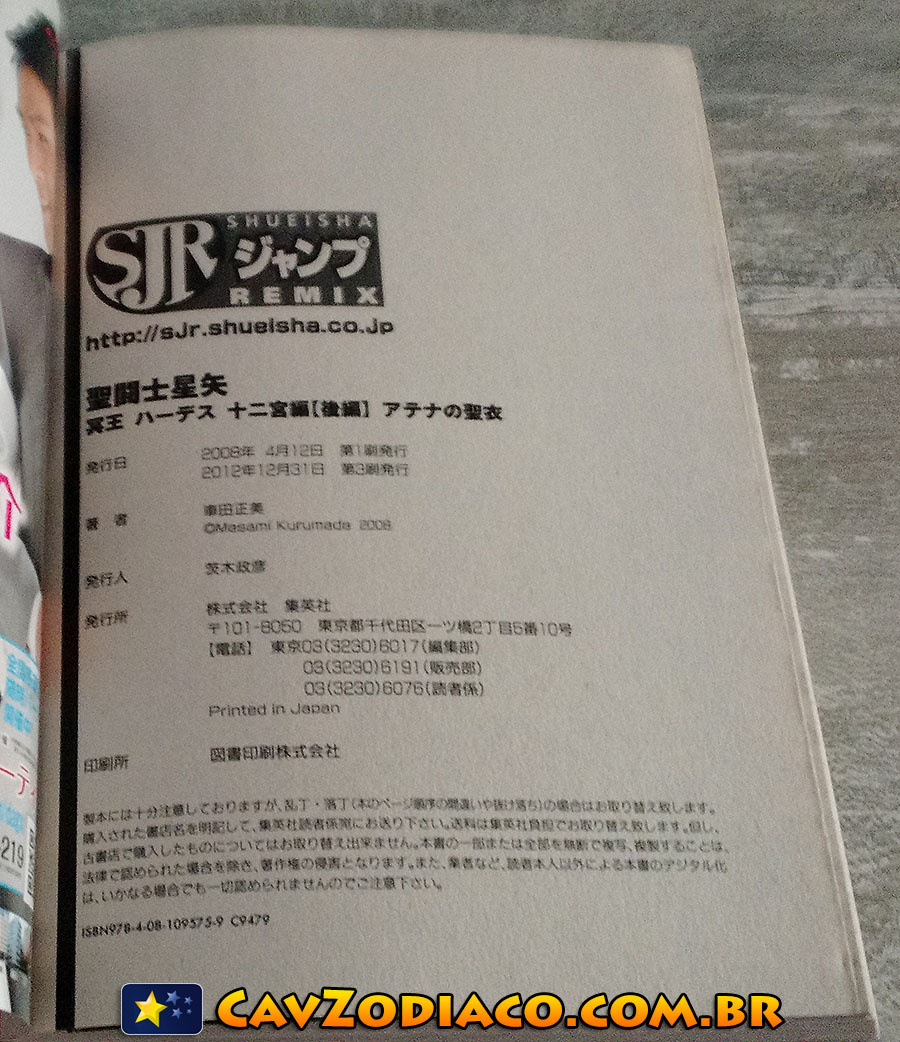 SHUEISHA
SJR ジャンプ
REMIX
http://sJr.shueisha.co.jp
聖闘士星矢
冥王 ハーデス 十二宮編【後編】 アテナの聖衣
発行日 2008年 4月12日 第1刷発行
2012年12月31日 第3刷発行
著 者 車田正美
©Masami Kurumada 2008
発行人 茨木政彦
発行所 株式会社 集英社
〒101-8050 東京都千代田区一ツ橋2丁目5番10号
【電話】 東京03(3230)6017(編集部)
03(3230)6191(販売部)
03(3230)6076(読者係)
Printed in Japan
印刷所 図書印刷株式会社
製本には十分注意しておりますが、乱丁・落丁(本のページ順序の間違いや抜け落ち)の場合はお取り替え致します。
購入された書店名を明記して、集英社読者係宛にお送り下さい。送料は集英社負担でお取り替え致します。但し、
古書店で購入したものについてはお取り替え出来ません。本書の一部または全部を無断で複写、複製することは、
法律で認められた場合を除き、著作権の侵害となります。また、業者など、読者本人以外による本書のデジタル化
は、いかなる場合でも一切認められませんのでご注意下さい。
ISBN978-4-08-109575-9 C9479
219
CavZodiaco.com.br